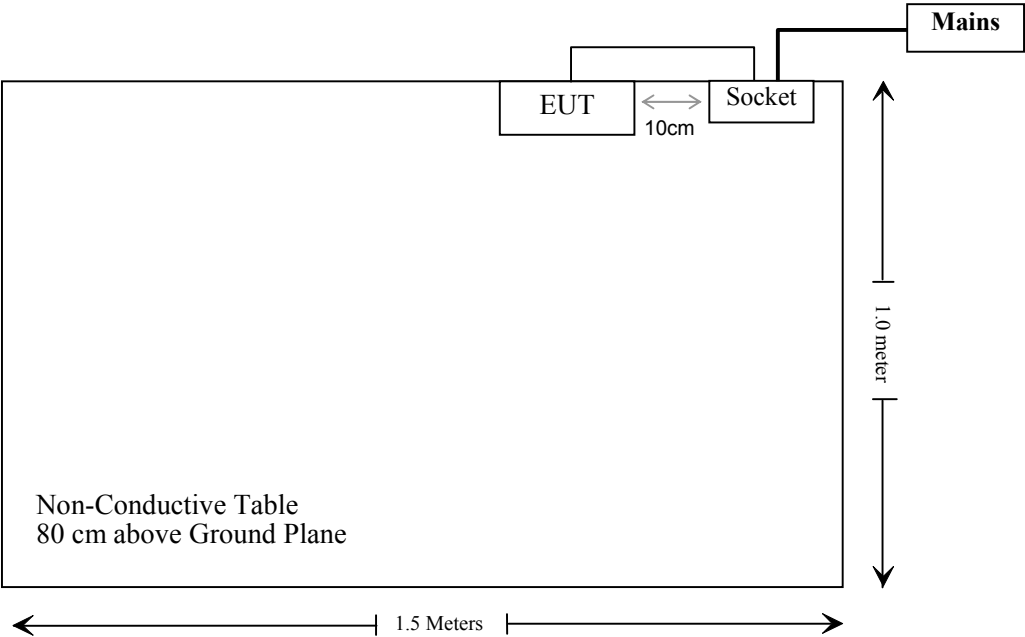 Mains
EUT
Socket
10cm
1.0 meter
Non-Conductive Table
80 cm above Ground Plane
1.5 Meters